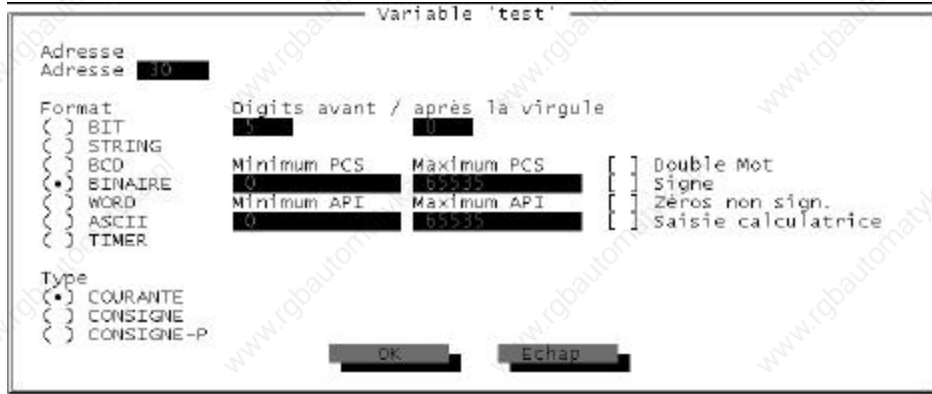 Variable 'test'
Adresse
Adresse 30
Format Digits avant / après la virgule
( ) BIT 5 0
( ) STRING
( ) BCD Minimum PCS Maximum PCS [ ] Double Mot
(•) BINAIRE 0 65535 [ ] Signe
( ) WORD Minimum API Maximum API [ ] Zéros non sign.
( ) ASCII 0 65535 [ ] Saisie calculatrice
( ) TIMER
Type
(•) COURANTE
( ) CONSIGNE
( ) CONSIGNE-P
OK Echap